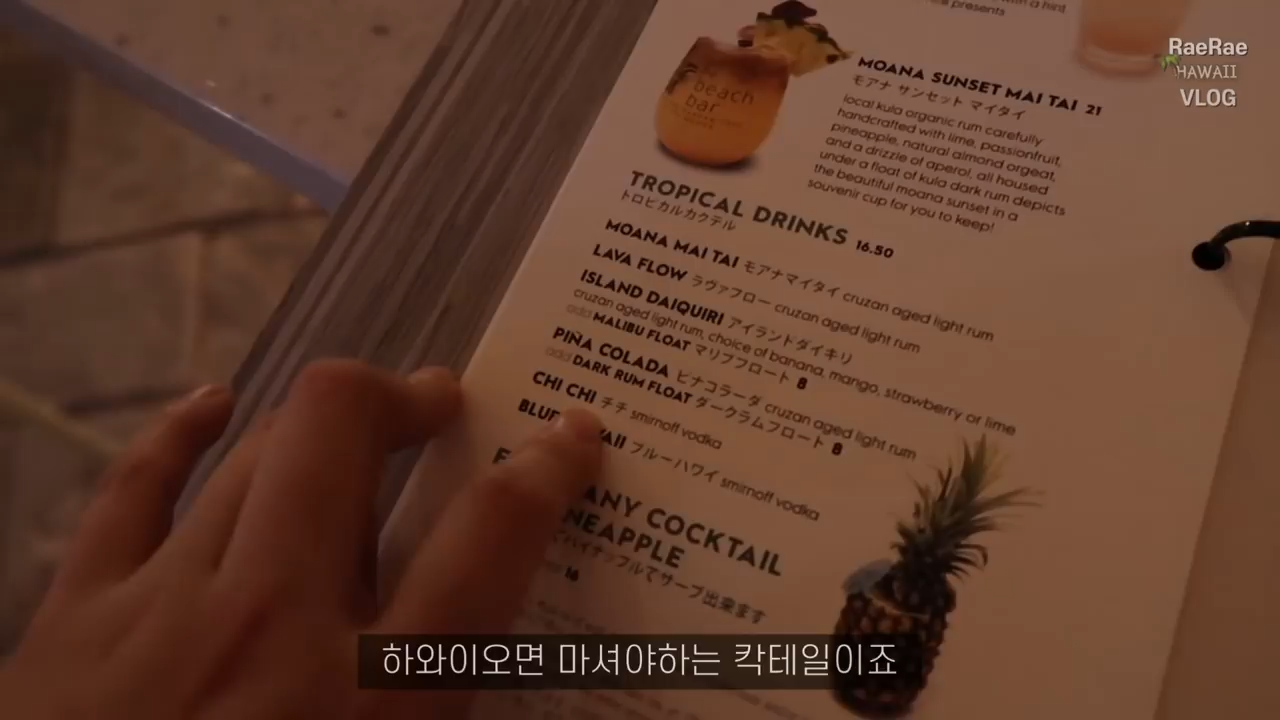 with a hint
presents
RaeRae
HAWAII
VLOG
beach
bar
MOANA SUNSET MAI TAI 21
モアナ サンセット マイタイ
local kula organic rum carefully
handcrafted with lime, passionfruit,
pineapple, natural almond orgeat,
and a drizzle of aperol, all housed
under a float of kula dark rum depicts
the beautiful moana sunset in a
souvenir cup for you to keep!
TROPICAL DRINKS 16.50
トロピカルカクテル
MOANA MAI TAI モアナマイタイ cruzan aged light rum
LAVA FLOW ラヴァフロー cruzan aged light rum
ISLAND DAIQUIRI アイランドダイキリ
cruzan aged light rum, choice of banana, mango, strawberry or lime
add MALIBU FLOAT マリブフロート 8
PIÑA COLADA ピナコラーダ cruzan aged light rum
add DARK RUM FLOAT ダークラムフロート 8
CHI CHI チチ smirnoff vodka
BLUE AII ブルーハワイ smirnoff vodka
ANY COCKTAIL
NEAPPLE
パイナップルでサーブ出来ます
16
하와이오면 마셔야하는 칵테일이죠